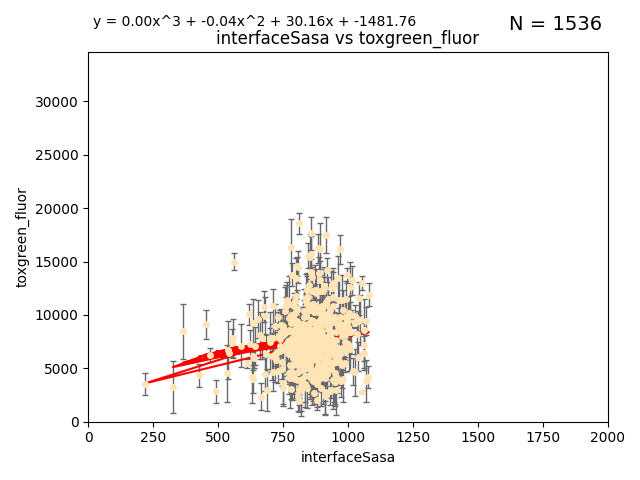 y = 0.00x^3 + -0.04x^2 + 30.16x + -1481.76
N = 1536
interfaceSasa vs toxgreen_fluor
30000
25000
20000
15000
10000
5000
0
toxgreen_fluor
0 250 500 750 1000 1250 1500 1750 2000
interfaceSasa